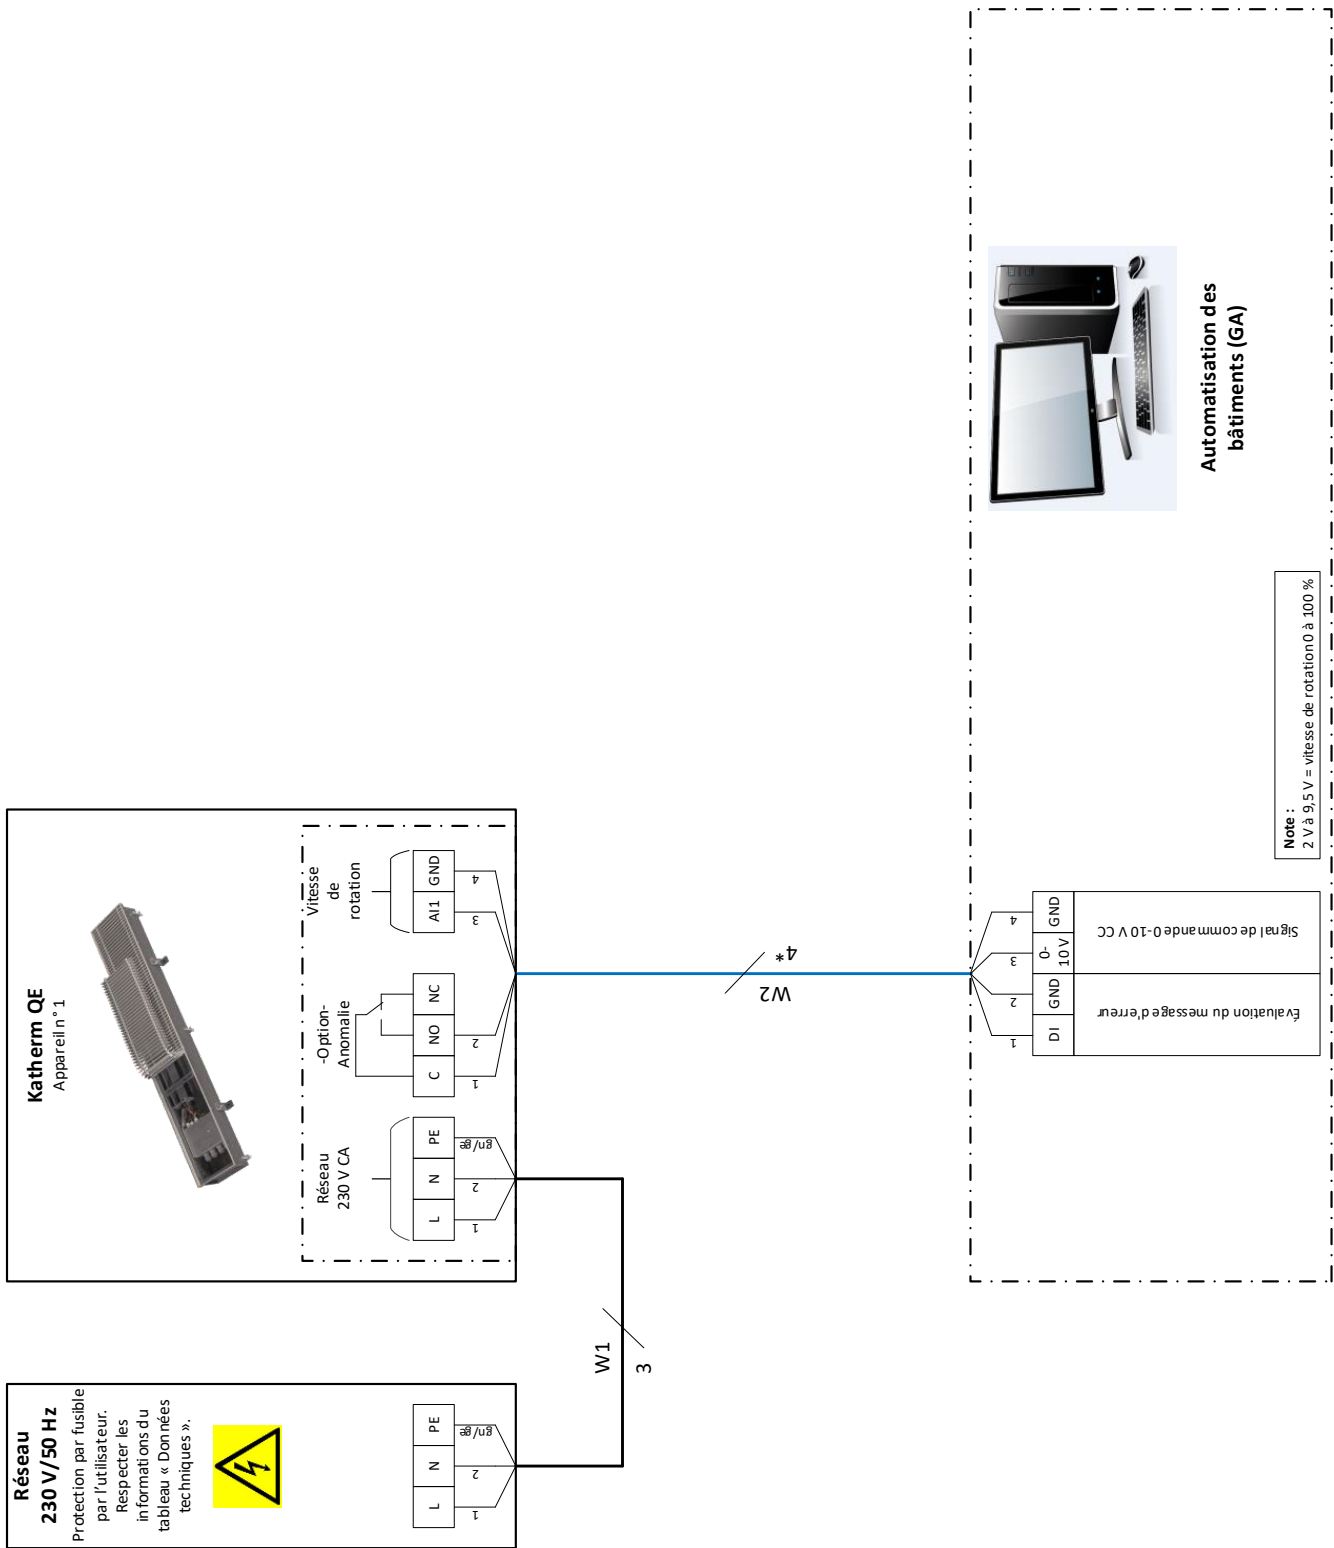 Réseau
230 V/50 Hz
Protection par fusible
par l'utilisateur.
Respecter les
informations du
tableau « Données
techniques ».
L
N
PE
1
2
gn/ge
W1
3
Katherm QE
Appareil n° 1
Réseau
230 V CA
L
N
PE
1
2
gn/ge
-Option-
Anomalie
C
NO
NC
1
2
Vitesse
de
rotation
AI1
GND
3
4
W2
4*
1
2
3
4
DI
GND
0-
10 V
GND
Évaluation du message d'erreur
Signal de commande 0-10 V CC
Note :
2 V à 9,5 V = vitesse de rotation 0 à 100 %
Automatisation des
bâtiments (GA)